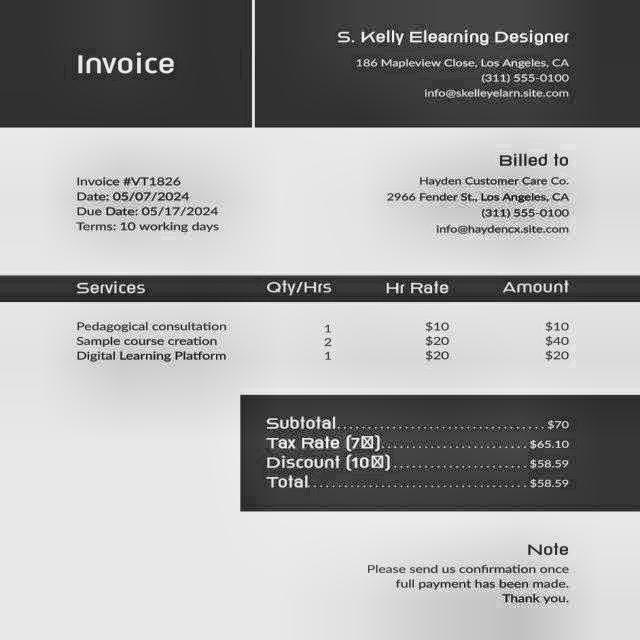 Invoice
S. Kelly Elearning Designer
186 Mapleview Close, Los Angeles, CA
(311) 555-0100
info@skelleyelarn.site.com
Billed to
Hayden Customer Care Co.
2966 Fender St., Los Angeles, CA
(311) 555-0100
info@haydencx.site.com
Invoice #VT1826
Date: 05/07/2024
Due Date: 05/17/2024
Terms: 10 working days
Services Qty/Hrs Hr Rate Amount
Pedagogical consultation 1 $10 $10
Sample course creation 2 $20 $40
Digital Learning Platform 1 $20 $20
Subtotal........................................$70
Tax Rate (7☒)............................$65.10
Discount (10☒)..........................$58.59
Total..........................................$58.59
Note
Please send us confirmation once
full payment has been made.
Thank you.